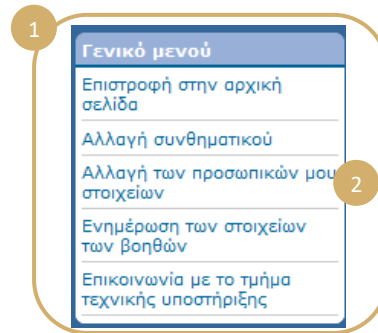 1
Γενικό μενού
Επιστροφή στην αρχική
σελίδα
Αλλαγή συνθηματικού
Αλλαγή των προσωπικών μου
στοιχείων
2
Ενημέρωση των στοιχείων
των βοηθών
Επικοινωνία με το τμήμα
τεχνικής υποστήριξης